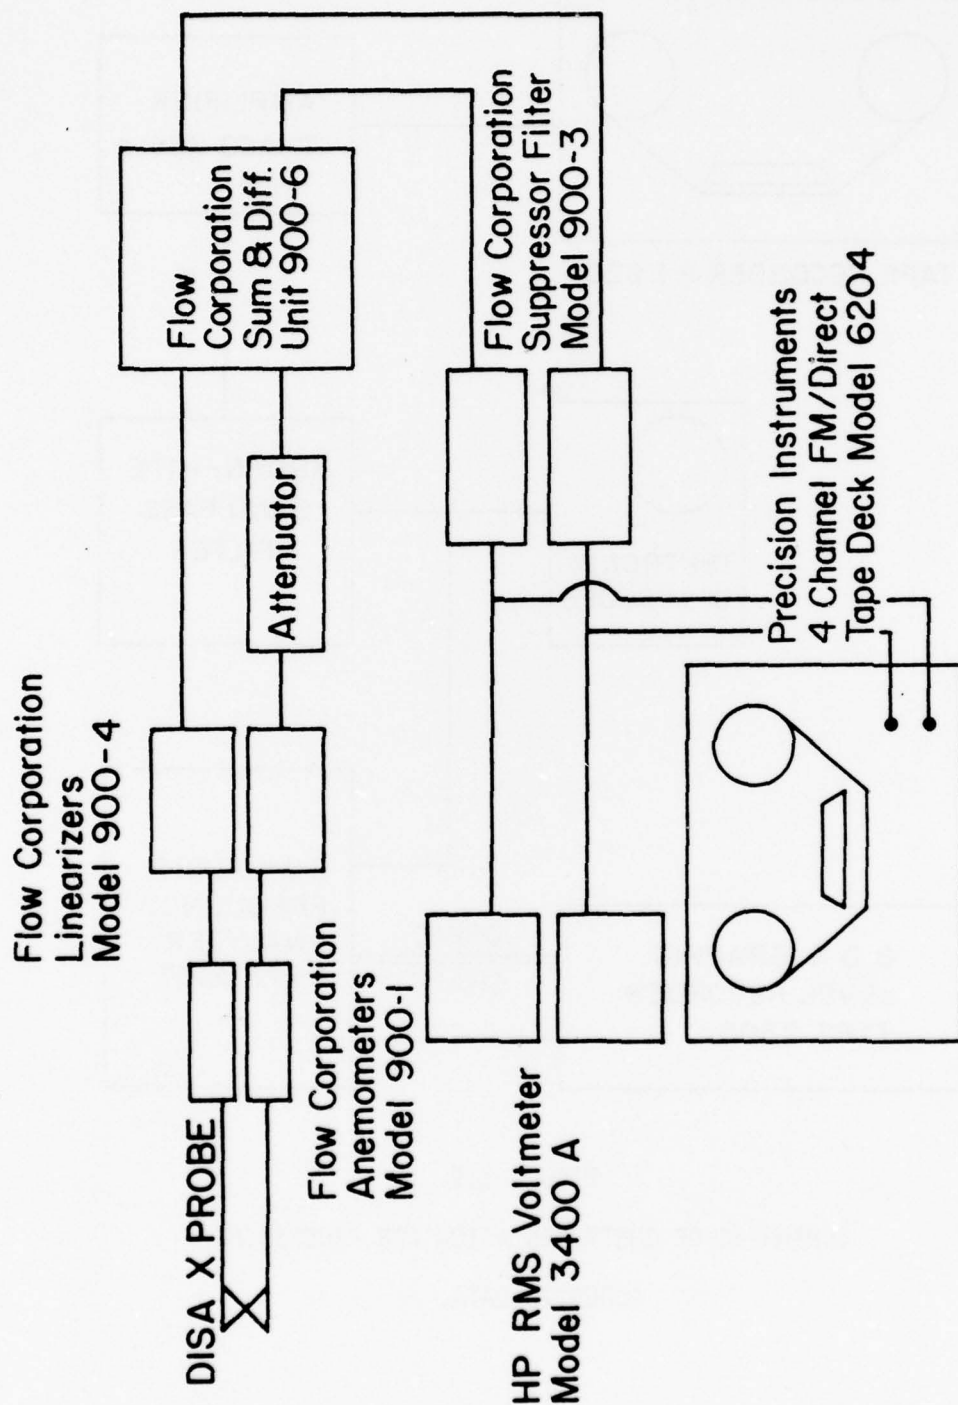 Flow Corporation
Linearizers
Model 900-4
DISA X PROBE
Flow Corporation
Anemometers
Model 900-1
Attenuator
Flow
Corporation
Sum & Diff.
Unit 900-6
HP RMS Voltmeter
Model 3400 A
Flow Corporation
Suppressor Filter
Model 900-3
Precision Instruments
4 Channel FM/Direct
Tape Deck Model 6204